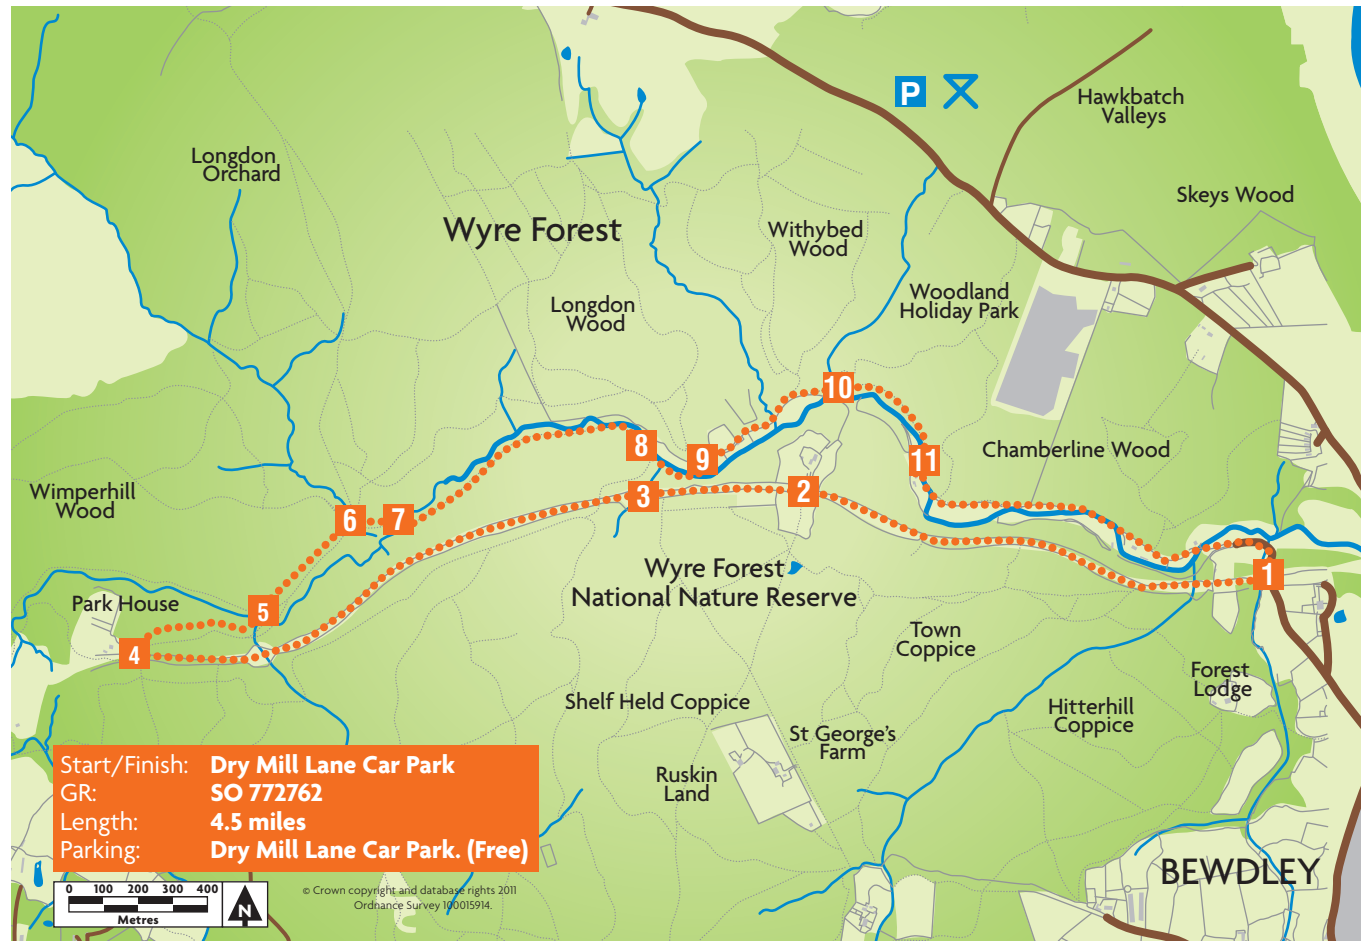 P
Hawkbatch
Valleys
Longdon
Orchard
Skeys Wood
Wyre Forest
Withybed
Wood
Woodland
Holiday Park
Longdon
Wood
10
8
9
11
Chamberline Wood
Wimperhill
Wood
6
7
3
2
Wyre Forest
National Nature Reserve
1
Park House
5
4
Town
Coppice
Forest
Lodge
Shelf Held Coppice
Hitterhill
Coppice
St George's
Farm
Ruskin
Land
Start/Finish: Dry Mill Lane Car Park
GR: SO 772762
Length: 4.5 miles
Parking: Dry Mill Lane Car Park. (Free)
BEWDLEY
0 100 200 300 400
Metres
N
© Crown copyright and database rights 2011
Ordnance Survey 100015914.